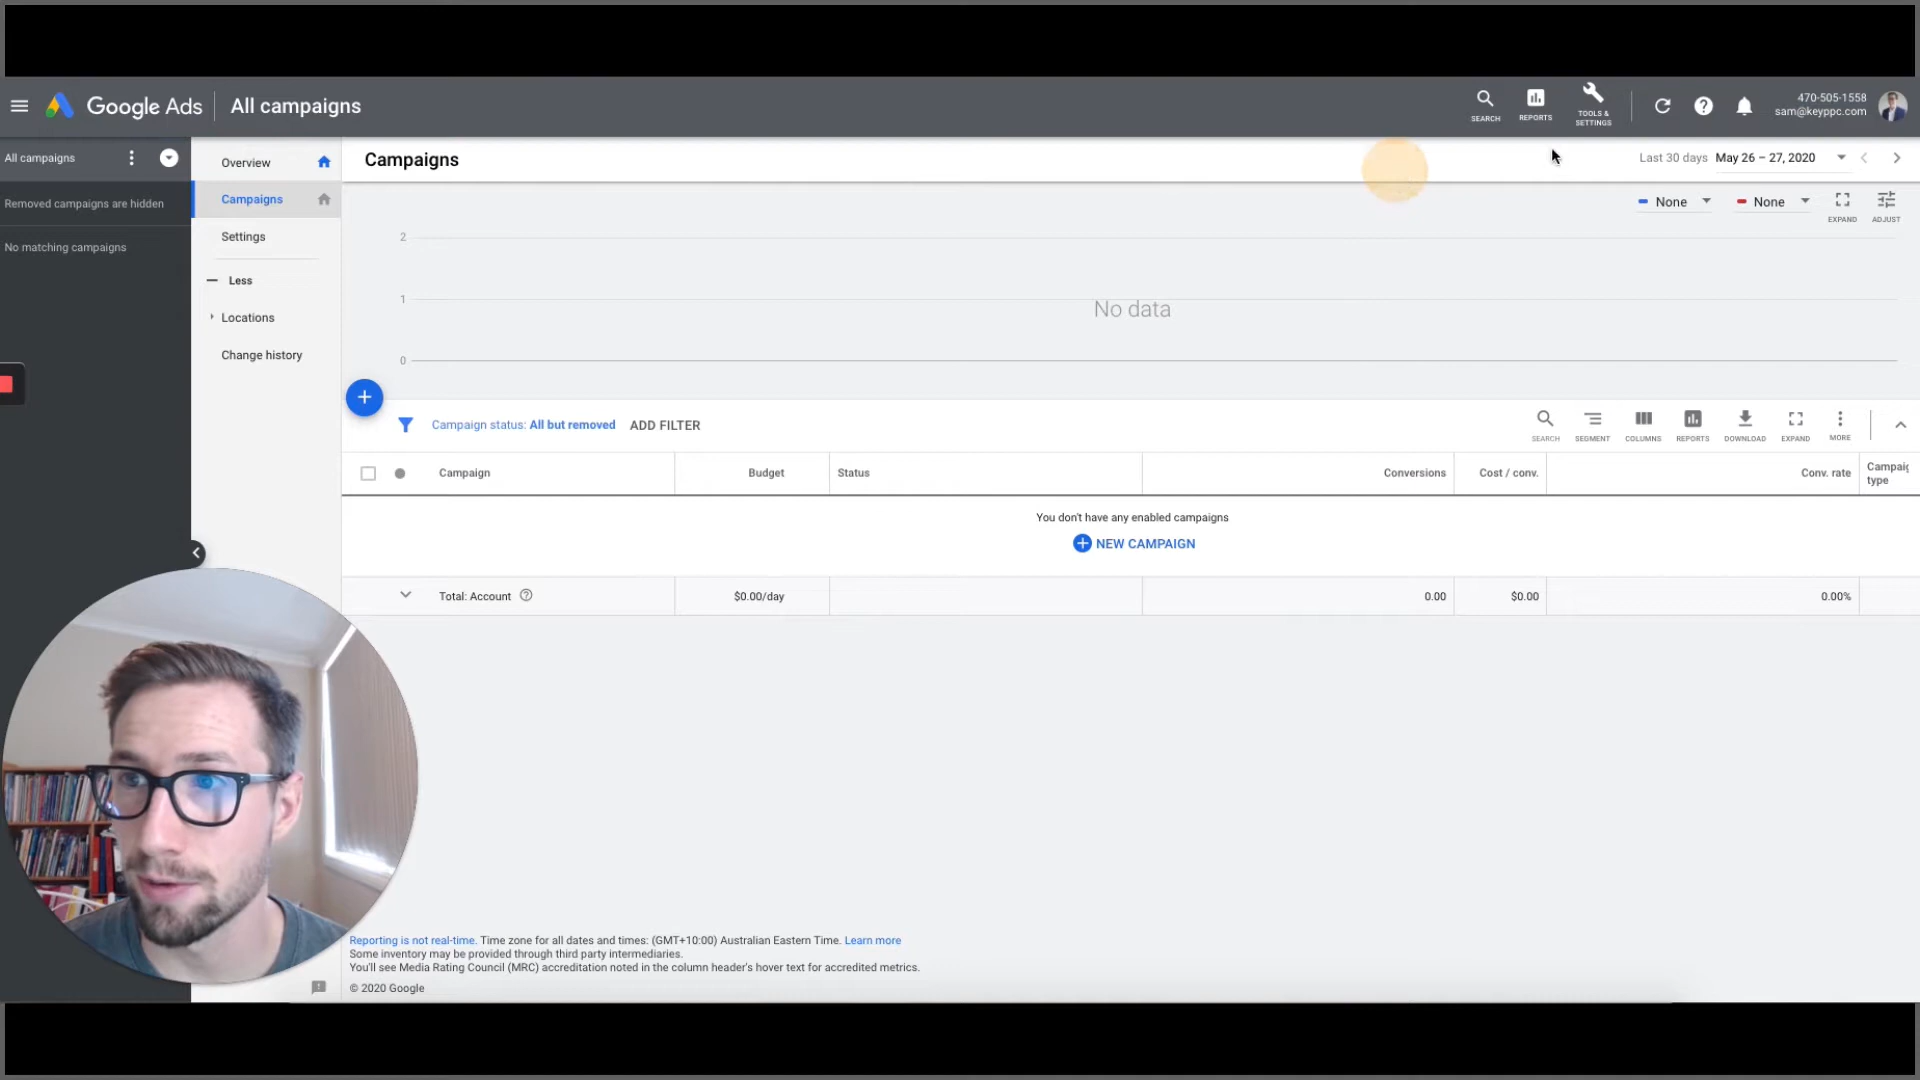 Google Ads
All campaigns
SEARCH
REPORTS
TOOLS &
SETTINGS
470-505-1558
sam@keyppc.com
All campaigns
Removed campaigns are hidden
No matching campaigns
Overview
Campaigns
Settings
Less
Locations
Change history
Campaigns
Last 30 days May 26 – 27, 2020
None
None
EXPAND
ADJUST
2
1
0
No data
Campaign status: All but removed ADD FILTER
SEARCH
SEGMENT
COLUMNS
REPORTS
DOWNLOAD
EXPAND
MORE
Campaign
Budget
Status
Conversions
Cost / conv.
Conv. rate
Campaig
type
You don't have any enabled campaigns
NEW CAMPAIGN
Total: Account
$0.00/day
0.00
$0.00
0.00%
Reporting is not real-time. Time zone for all dates and times: (GMT+10:00) Australian Eastern Time. Learn more
Some inventory may be provided through third party intermediaries.
You'll see Media Rating Council (MRC) accreditation noted in the column header's hover text for accredited metrics.
© 2020 Google